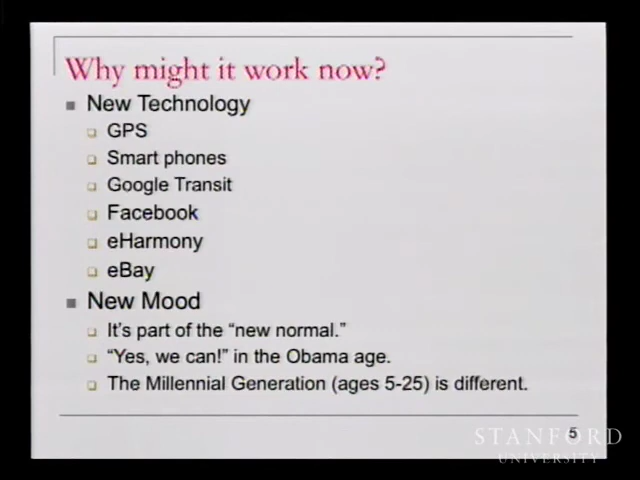 Why might it work now?
New Technology
GPS
Smart phones
Google Transit
Facebook
eHarmony
eBay
New Mood
It's part of the "new normal."
"Yes, we can!" in the Obama age.
The Millennial Generation (ages 5-25) is different.
5
STANFORD
UNIVERSITY